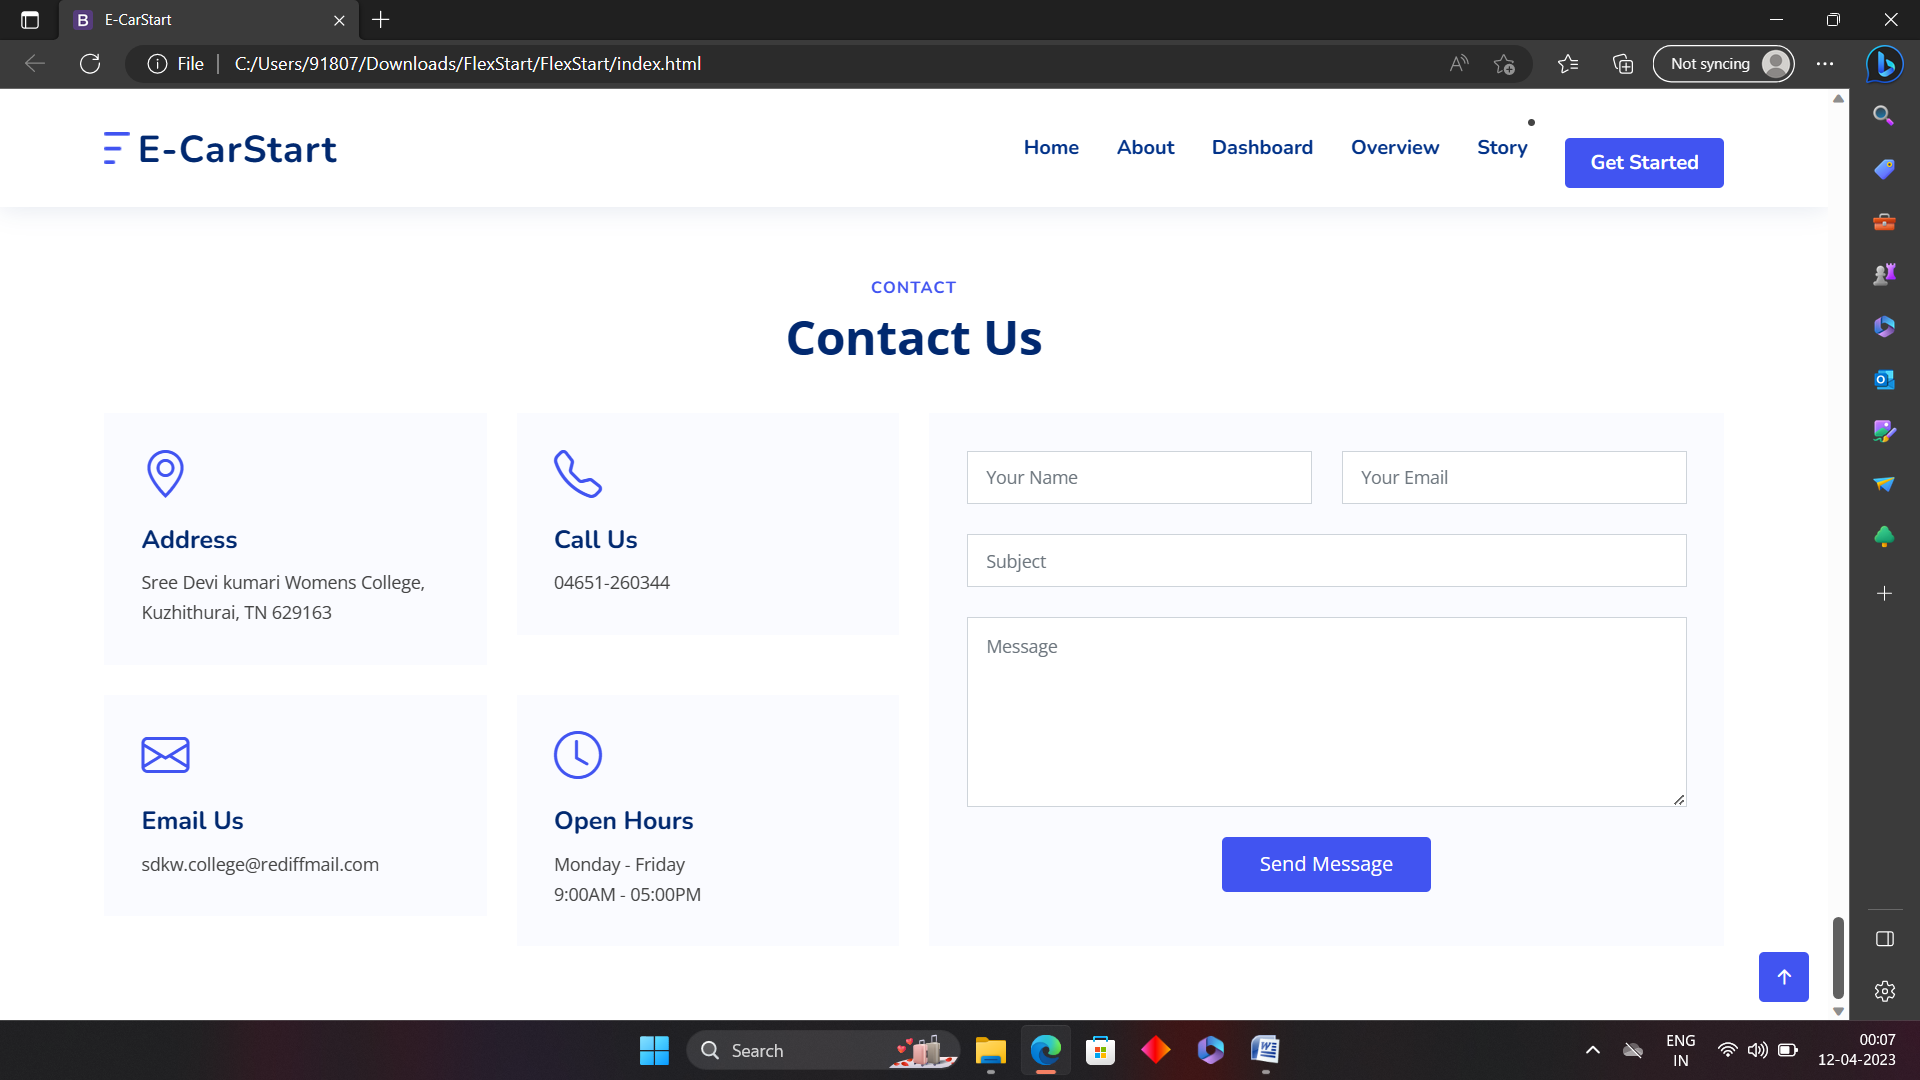 E-CarStart
File
C:/Users/91807/Downloads/FlexStart/FlexStart/index.html
Not syncing
E-CarStart
Home
About
Dashboard
Overview
Story
Get Started
CONTACT
Contact Us
Address
Sree Devi kumari Womens College,
Kuzhithurai, TN 629163
Call Us
04651-260344
Email Us
sdkw.college@rediffmail.com
Open Hours
Monday - Friday
9:00AM - 05:00PM
Your Name
Your Email
Subject
Message
Send Message
Search
ENG
IN
00:07
12-04-2023